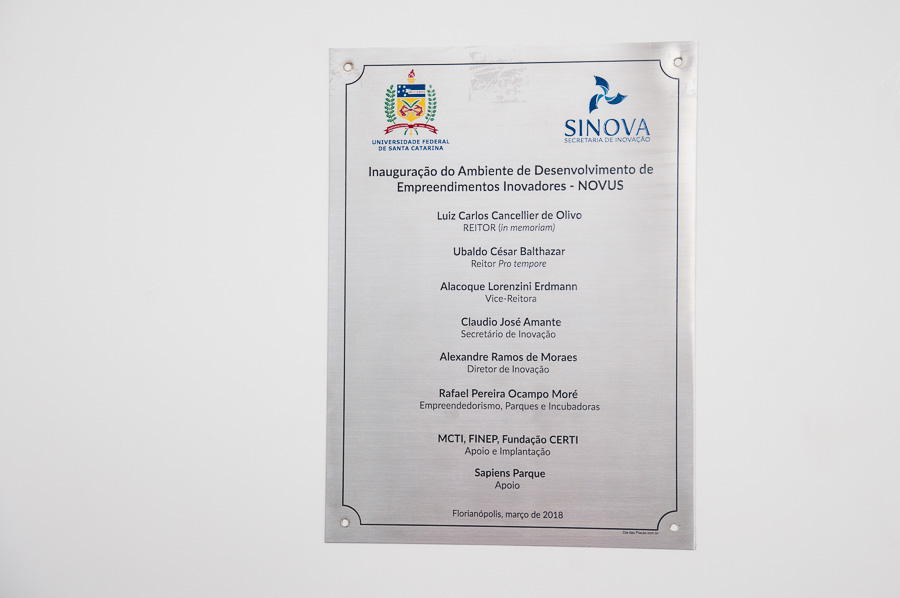 UNIVERSIDADE FEDERAL
DE SANTA CATARINA
SINOVA
SECRETARIA DE INOVAÇÃO
Inauguração do Ambiente de Desenvolvimento de
Empreendimentos Inovadores - NOVUS
Luiz Carlos Cancellier de Olivo
REITOR (in memoriam)
Ubaldo César Balthazar
Reitor Pro tempore
Alacoque Lorenzini Erdmann
Vice-Reitora
Claudio José Amante
Secretário de Inovação
Alexandre Ramos de Moraes
Diretor de Inovação
Rafael Pereira Ocampo Moré
Empreendedorismo, Parques e Incubadoras
MCTI, FINEP, Fundação CERTI
Apoio e Implantação
Sapiens Parque
Apoio
Florianópolis, março de 2018